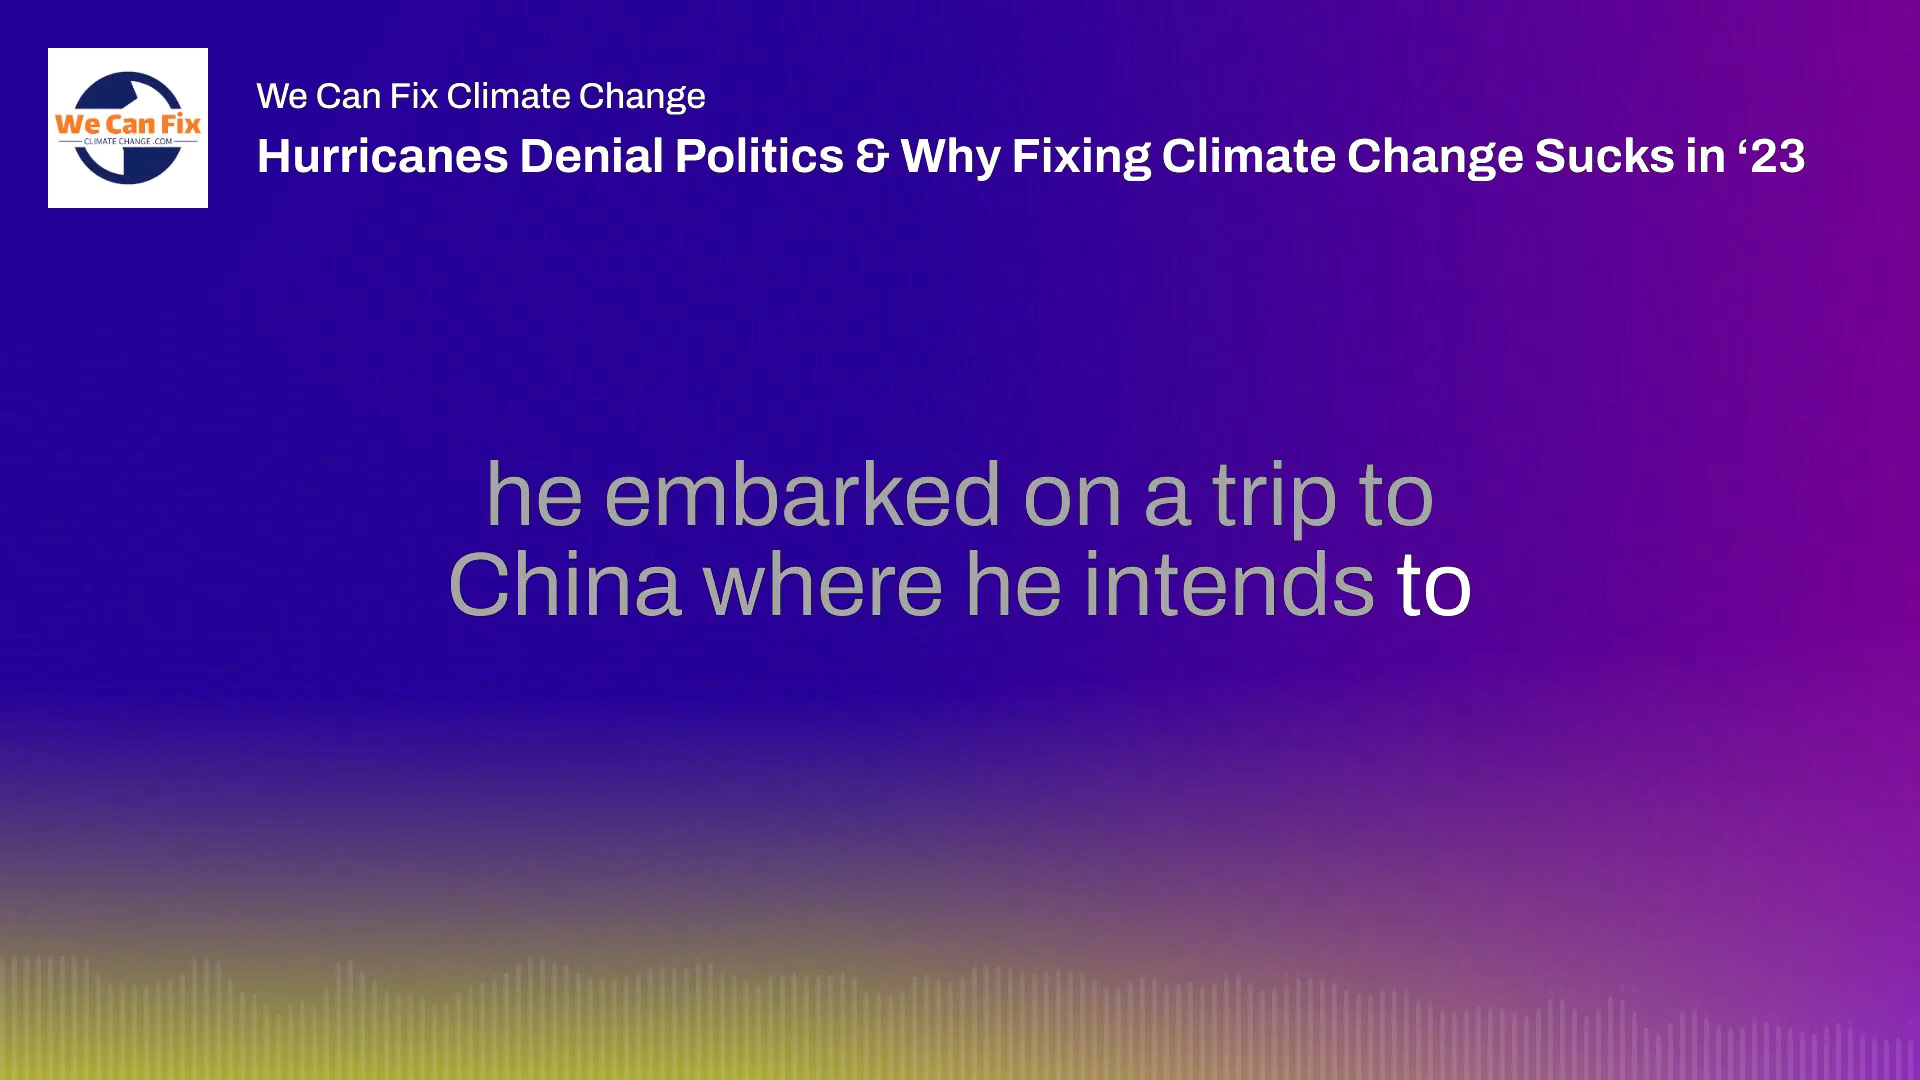 We Can Fix
CLIMATE CHANGE .COM
We Can Fix Climate Change
Hurricanes Denial Politics & Why Fixing Climate Change Sucks in ‘23
he embarked on a trip to
China where he intends to